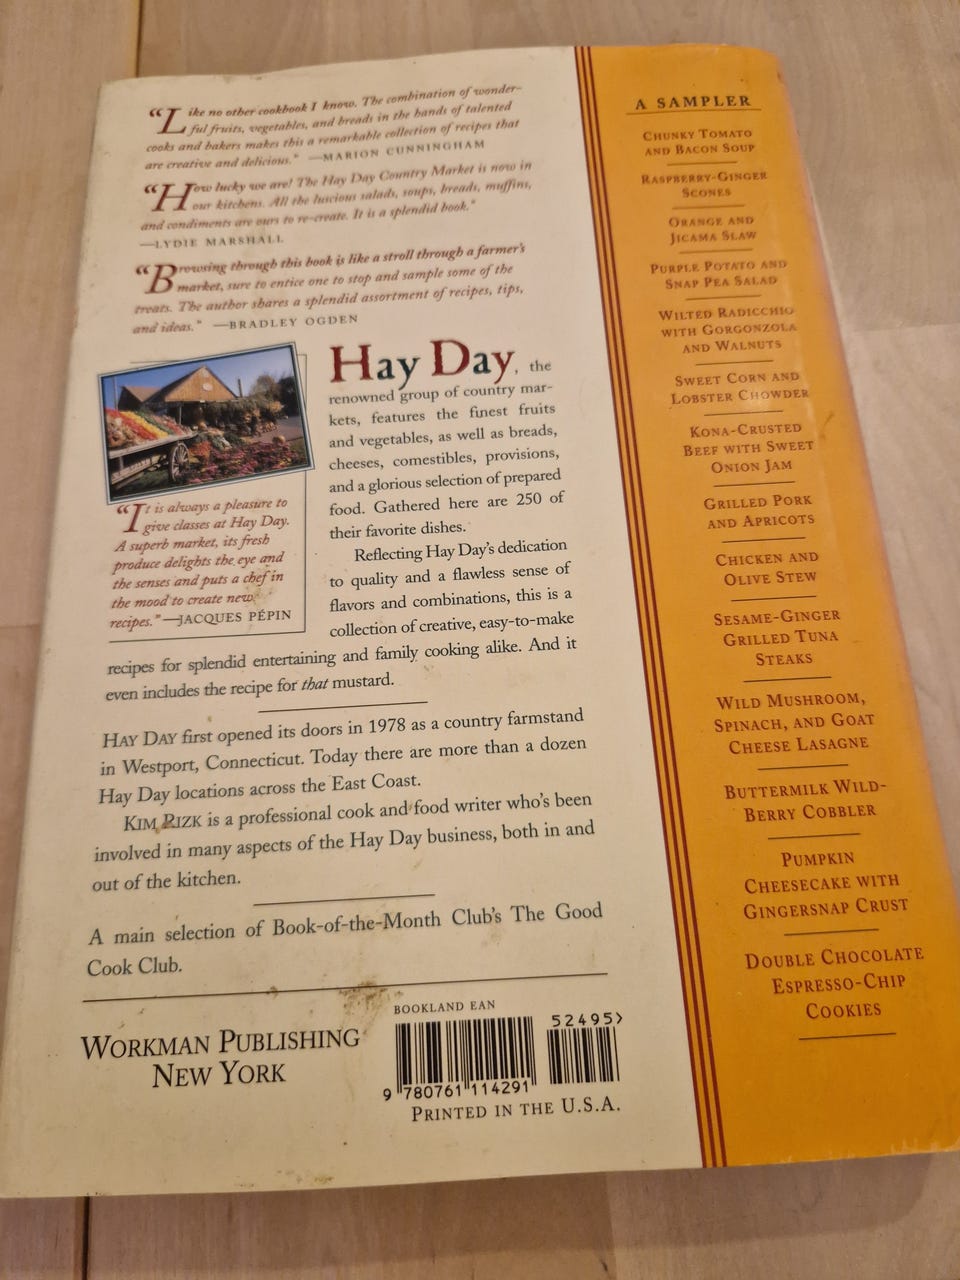 “Like no other cookbook I know. The combination of wonder-
ful fruits, vegetables, and breads in the hands of talented
cooks and bakers makes this a remarkable collection of recipes that
are creative and delicious.” —MARION CUNNINGHAM
“How lucky we are! The Hay Day Country Market is now in
our kitchens. All the luscious salads, soups, breads, muffins,
and condiments are ours to re-create. It is a splendid book.”
—LYDIE MARSHALL
“Browsing through this book is like a stroll through a farmer’s
market, sure to entice one to stop and sample some of the
treats. The author shares a splendid assortment of recipes, tips,
and ideas.” —BRADLEY OGDEN
“It is always a pleasure to
give classes at Hay Day.
A superb market, its fresh
produce delights the eye and
the senses and puts a chef in
the mood to create new
recipes.”—JACQUES PÉPIN
Hay Day, the
renowned group of country mar-
kets, features the finest fruits
and vegetables, as well as breads,
cheeses, comestibles, provisions,
and a glorious selection of prepared
food. Gathered here are 250 of
their favorite dishes.
Reflecting Hay Day’s dedication
to quality and a flawless sense of
flavors and combinations, this is a
collection of creative, easy-to-make
recipes for splendid entertaining and family cooking alike. And it
even includes the recipe for that mustard.
HAY DAY first opened its doors in 1978 as a country farmstand
in Westport, Connecticut. Today there are more than a dozen
Hay Day locations across the East Coast.
KIM RIZK is a professional cook and food writer who’s been
involved in many aspects of the Hay Day business, both in and
out of the kitchen.
A main selection of Book-of-the-Month Club’s The Good
Cook Club.
WORKMAN PUBLISHING
NEW YORK
BOOKLAND EAN
52495>
9 780761 114291
PRINTED IN THE U.S.A.
A SAMPLER
CHUNKY TOMATO
AND BACON SOUP
RASPBERRY-GINGER
SCONES
ORANGE AND
JICAMA SLAW
PURPLE POTATO AND
SNAP PEA SALAD
WILTED RADICCHIO
WITH GORGONZOLA
AND WALNUTS
SWEET CORN AND
LOBSTER CHOWDER
KONA-CRUSTED
BEEF WITH SWEET
ONION JAM
GRILLED PORK
AND APRICOTS
CHICKEN AND
OLIVE STEW
SESAME-GINGER
GRILLED TUNA
STEAKS
WILD MUSHROOM,
SPINACH, AND GOAT
CHEESE LASAGNE
BUTTERMILK WILD-
BERRY COBBLER
PUMPKIN
CHEESECAKE WITH
GINGERSNAP CRUST
DOUBLE CHOCOLATE
ESPRESSO-CHIP
COOKIES